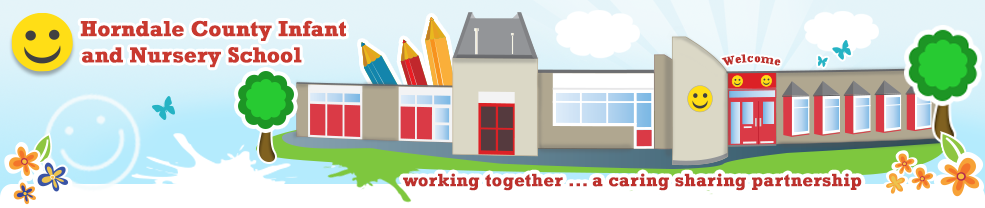 Horndale County Infant
and Nursery School
Welcome
working together ... a caring sharing partnership